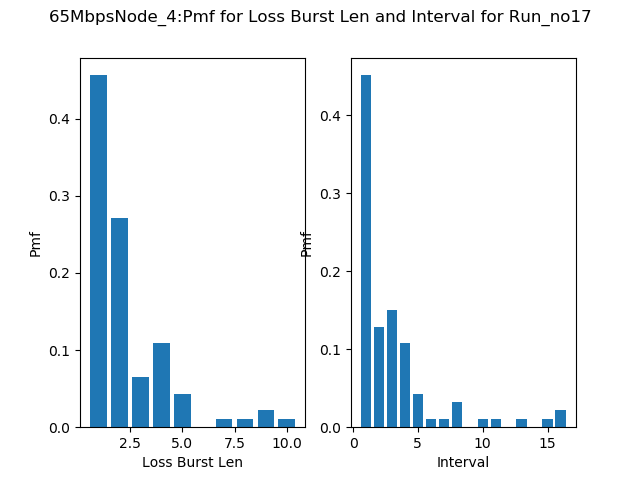 65MbpsNode_4:Pmf for Loss Burst Len and Interval for Run_no17
0.4
0.3
0.2
0.1
0.0
Pmf
2.5 5.0 7.5 10.0
Loss Burst Len
0.4
0.3
0.2
0.1
0.0
Pmf
0 5 10 15
Interval